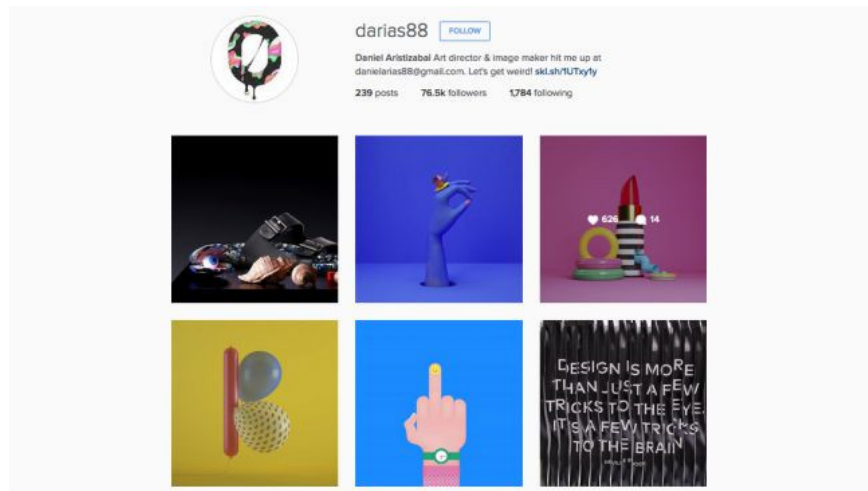 darias88 FOLLOW
Daniel Aristizabal Art director & image maker hit me up at
danielarias88@gmail.com. Let's get weird! skl.sh/1UTxy1y
239 posts 76.5k followers 1,784 following
626 14
DESIGN IS MORE
THAN JUST A FEW
TRICKS TO THE EYE.
IT'S A FEW TRICKS
TO THE BRAIN